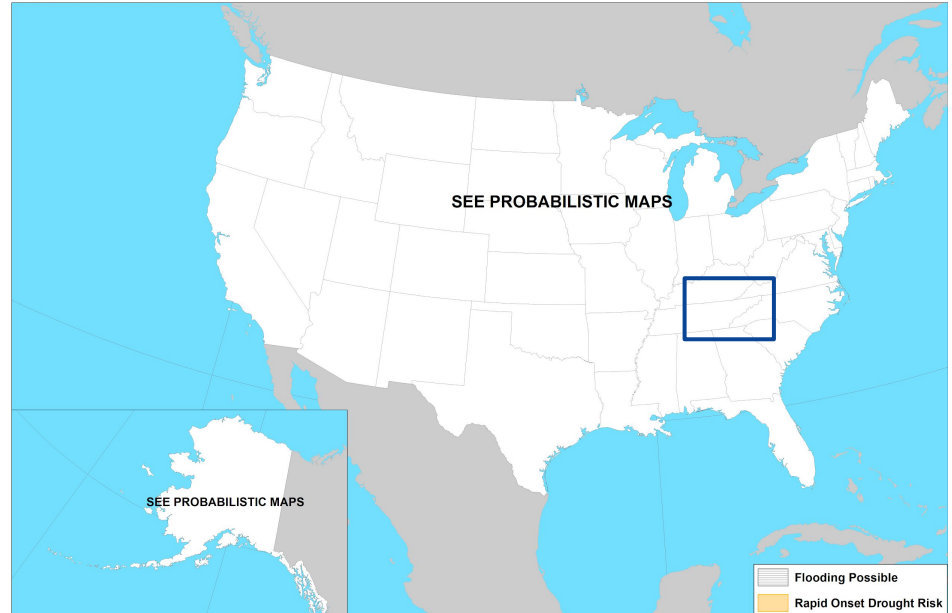 SEE PROBABILISTIC MAPS
SEE PROBABILISTIC MAPS
Flooding Possible
Rapid Onset Drought Risk